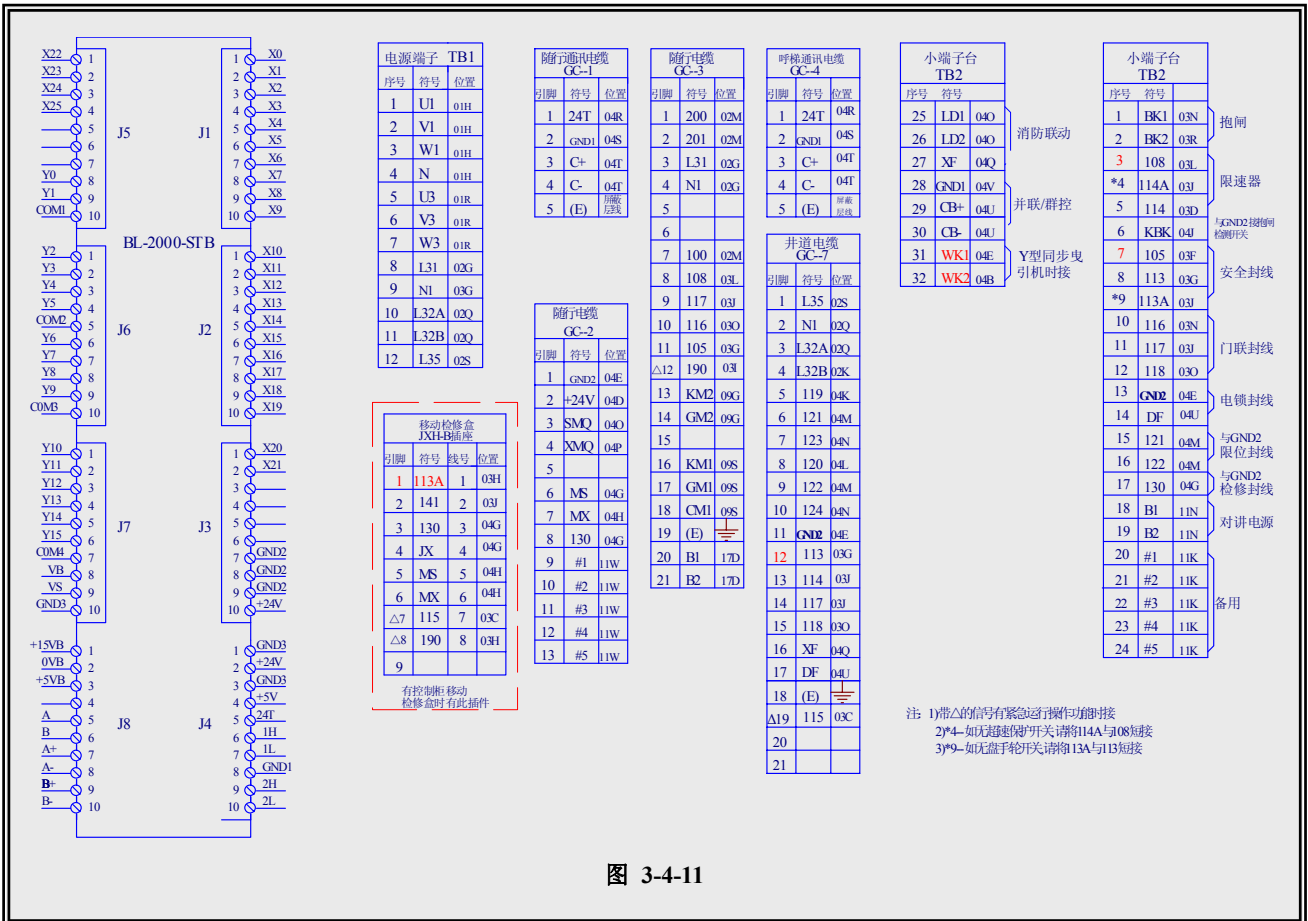 X22 1 1 X0
X23 2 2 X1
X24 3 3 X2
X25 4 4 X3
5 5 X4
6 6 X5
7 7 X6
Y0 8 8 X7
Y1 9 9 X8
COM1 10 10 X9
J5 J1
BL-2000-STB
Y2 1 1 X10
Y3 2 2 X11
Y4 3 3 X12
Y5 4 4 X13
COM2 5 5 X14
Y6 6 6 X15
Y7 7 7 X16
Y8 8 8 X17
Y9 9 9 X18
C0M3 10 10 X19
J6 J2
Y10 1 1 X20
Y11 2 2 X21
Y12 3 3
Y13 4 4
Y14 5 5
Y15 6 6
C0M4 7 7 GND2
VB 8 8 GND2
VS 9 9 GND2
GND3 10 10 +24V
J7 J3
+15VB 1 1 GND3
0VB 2 2 +24V
+5VB 3 3 GND3
4 4 +5V
A 5 5 24T
B 6 6 1H
A+ 7 7 1L
A- 8 8 GND1
B+ 9 9 2H
B- 10 10 2L
J8 J4
电源端子 TB1
序号 符号 位置
1 U1 01H
2 V1 01H
3 W1 01H
4 N 01H
5 U3 01R
6 V3 01R
7 W3 01R
8 L31 02G
9 N1 03G
10 L32A 02Q
11 L32B 02Q
12 L35 02S
移动检修盒
JXH-B插座
引脚 符号 线号 位置
1 113A 1 03H
2 141 2 03J
3 130 3 04G
4 JX 4 04G
5 MS 5 04H
6 MX 6 04H
△7 115 7 03C
△8 190 8 03H
9
有控制柜移动
检修盒时有此插件
随行通讯电缆
GC--1
引脚 符号 位置
1 24T 04R
2 GND1 04S
3 C+ 04T
4 C- 04T
5 (E) 屏蔽
层线
随行电缆
GC--2
引脚 符号 位置
1 GND2 04E
2 +24V 04D
3 SMQ 04O
4 XMQ 04P
5
6 MS 04G
7 MX 04H
8 130 04G
9 #1 11W
10 #2 11W
11 #3 11W
12 #4 11W
13 #5 11W
随行电缆
GC--3
引脚 符号 位置
1 200 02M
2 201 02M
3 L31 02G
4 N1 02G
5
6
7 100 02M
8 108 03L
9 117 03J
10 116 03O
11 105 03G
△12 190 03I
13 KM2 09G
14 GM2 09G
15
16 KM1 09S
17 GM1 09S
18 CM1 09S
19 (E)
20 B1 17D
21 B2 17D
呼梯通讯电缆
GC--4
引脚 符号 位置
1 24T 04R
2 GND1 04S
3 C+ 04T
4 C- 04T
5 (E) 屏蔽
层线
井道电缆
GC--7
引脚 符号 位置
1 L35 02S
2 N1 02Q
3 L32A 02Q
4 L32B 02K
5 119 04K
6 121 04M
7 123 04N
8 120 04L
9 122 04M
10 124 04N
11 GND2 04E
12 113 03G
13 114 03J
14 117 03J
15 118 03O
16 XF 04Q
17 DF 04U
18 (E)
Δ19 115 03C
20
21
小端子台
TB2
序号 符号
25 LD1 04O
26 LD2 04O
消防联动
27 XF 04Q
28 GND1 04V
29 CB+ 04U
30 CB- 04U
并联/群控
31 WK1 04E
32 WK2 04B
Y型同步曳
引机时接
小端子台
TB2
序号 符号
1 BK1 03N
2 BK2 03R
抱闸
3 108 03L
*4 114A 03J
5 114 03D
限速器
6 KBK 04J
与GND2接抱闸
检测开关
7 105 03F
8 113 03G
*9 113A 03J
安全封线
10 116 03N
11 117 03J
12 118 03O
门联封线
13 GND2 04E
14 DF 04U
电锁封线
15 121 04M
16 122 04M
与GND2
限位封线
17 130 04G
与GND2
检修封线
18 B1 11N
19 B2 11N
对讲电源
20 #1 11K
21 #2 11K
22 #3 11K
23 #4 11K
24 #5 11K
备用
注: 1)带△的信号有紧急运行操作功能时接
2)*4--如无超速保护开关,请将114A与108短接
3)*9--如无盘手轮开关,请将113A与113短接
图 3-4-11